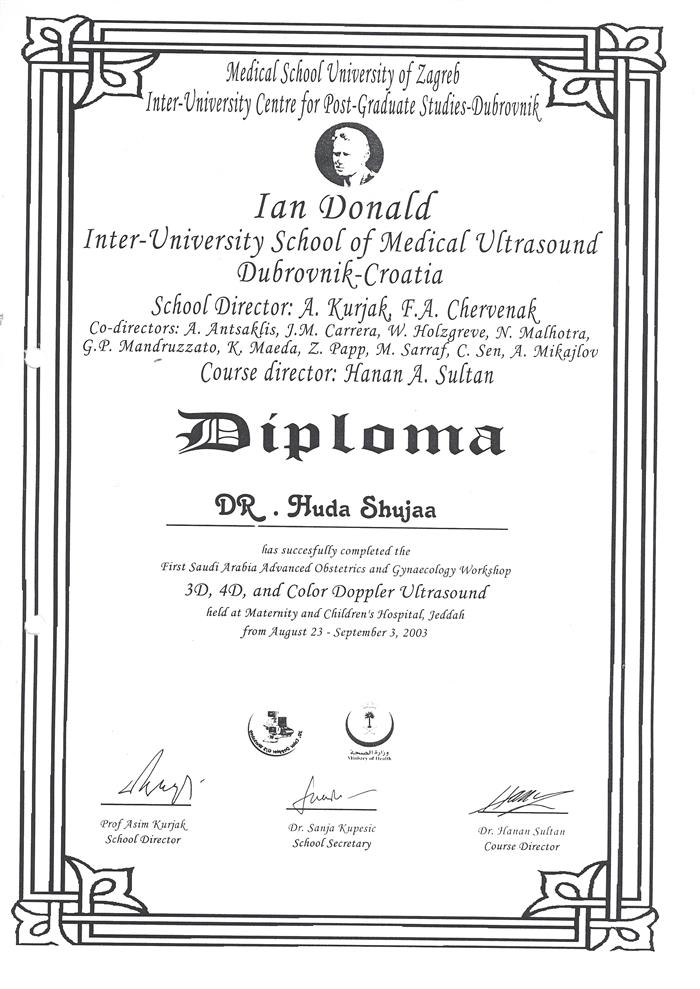 Medical School University of Zagreb
Inter-University Centre for Post-Graduate Studies-Dubrovnik
Ian Donald
Inter-University School of Medical Ultrasound
Dubrovnik-Croatia
School Director: A. Kurjak, F.A. Chervenak
Co-directors: A. Antsaklis, J.M. Carrera, W. Holzgreve, N. Malhotra,
G.P. Mandruzzato, K. Maeda, Z. Papp, M. Sarraf, C. Sen, A. Mikajlov
Course director: Hanan A. Sultan
Diploma
DR. Huda Shujaa
has succesfully completed the
First Saudi Arabia Advanced Obstetrics and Gynaecology Workshop
3D, 4D, and Color Doppler Ultrasound
held at Maternity and Children's Hospital, Jeddah
from August 23 - September 3, 2003
وزارة الصحة
Ministry of Health
Prof Asim Kurjak
School Director
Dr. Sanja Kupesic
School Secretary
Dr. Hanan Sultan
Course Director